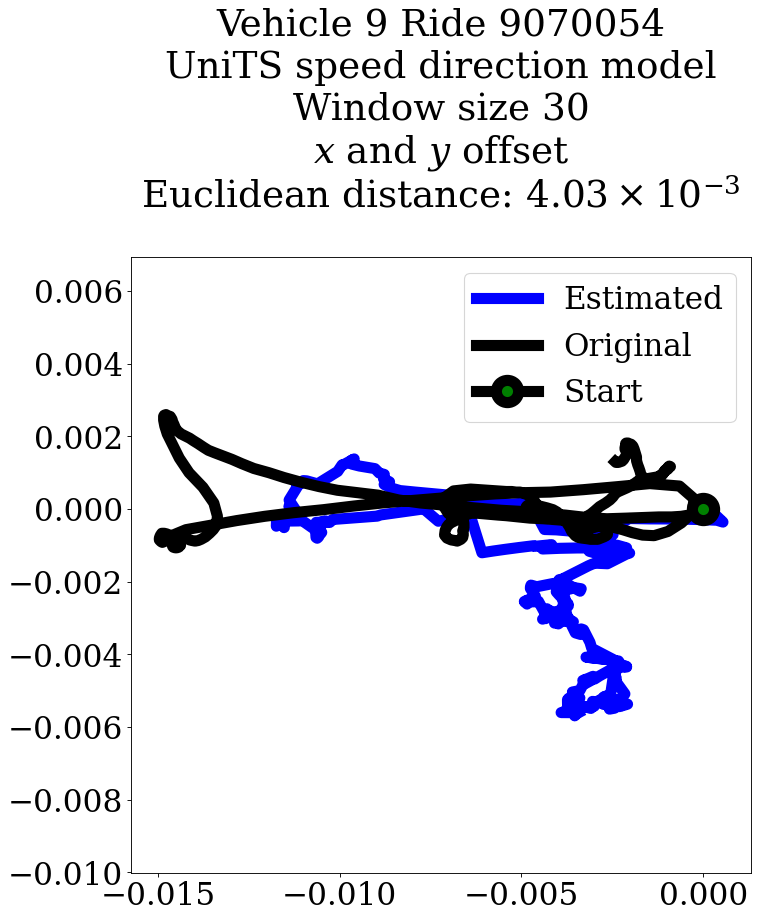 Vehicle 9 Ride 9070054
UniTS speed direction model
Window size 30
x and y offset
Euclidean distance: 4.03 × 10⁻³
Estimated
Original
Start
0.006
0.004
0.002
0.000
−0.002
−0.004
−0.006
−0.008
−0.010
−0.015 −0.010 −0.005 0.000